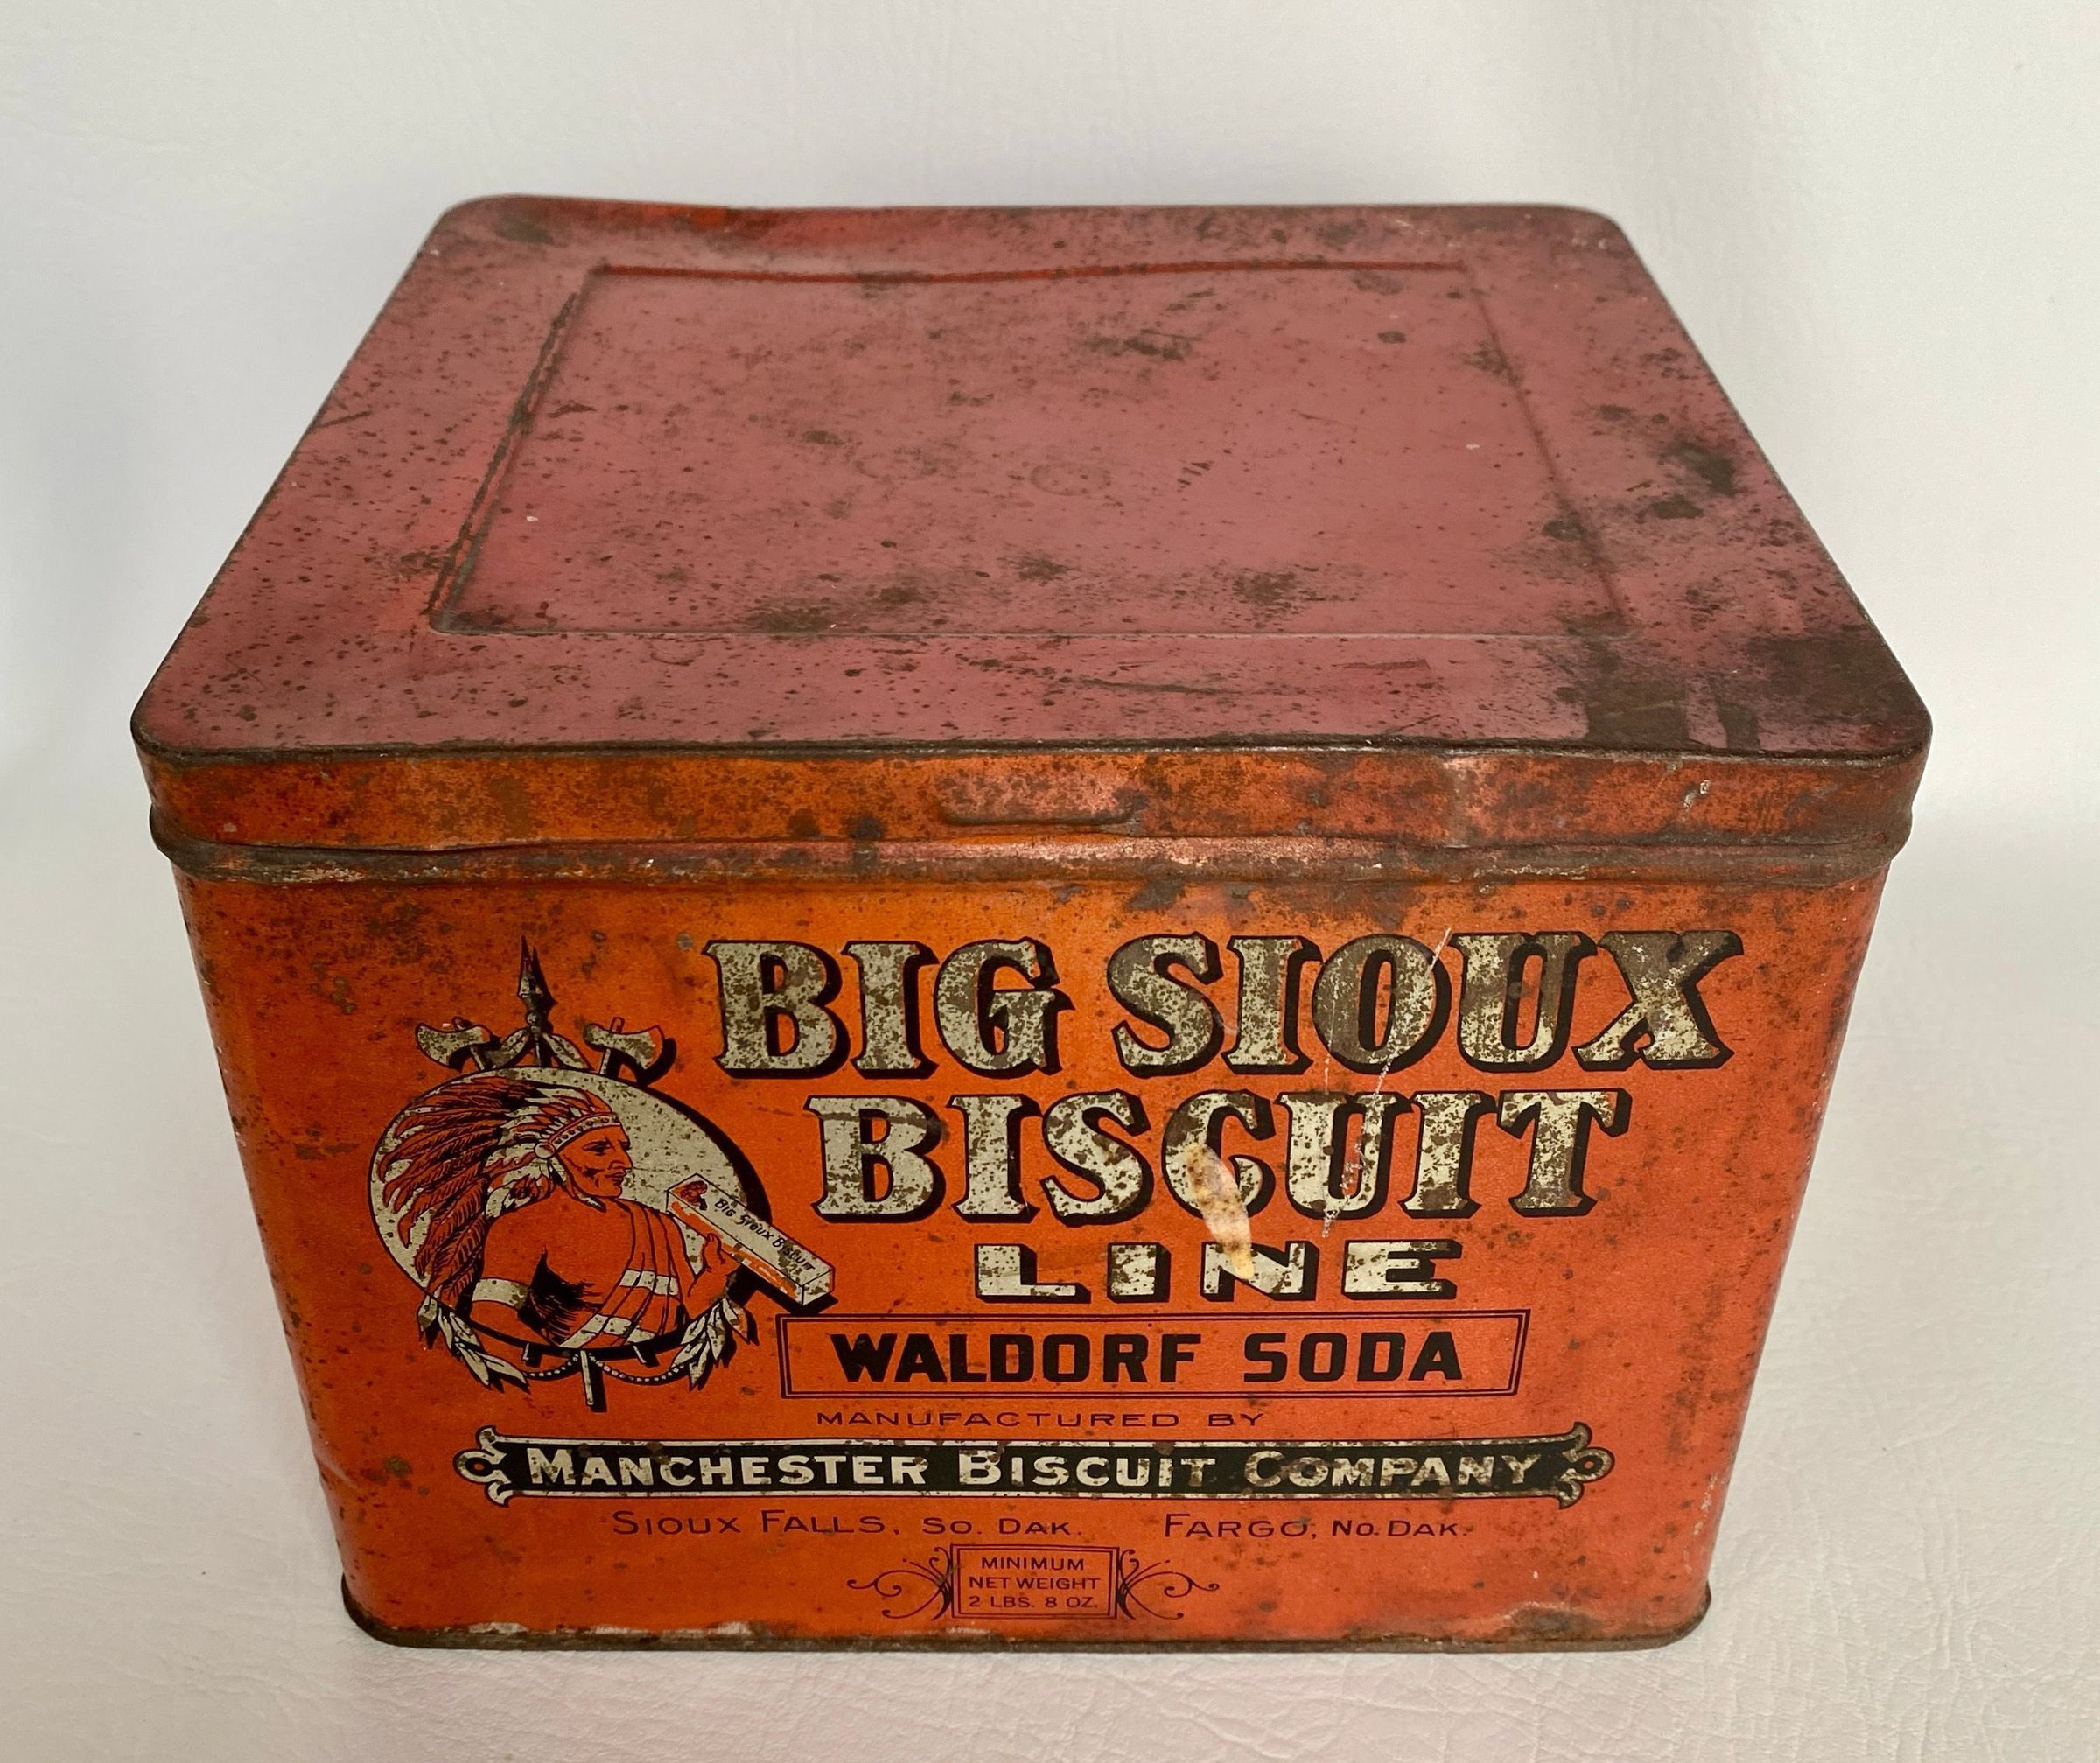 BIG SIOUX
BISCUIT
LINE
BIG SIOUX BISCUIT
WALDORF SODA
MANUFACTURED BY
MANCHESTER BISCUIT COMPANY
SIOUX FALLS, SO. DAK. FARGO, NO. DAK.
MINIMUM
NET WEIGHT
2 LBS. 8 OZ.